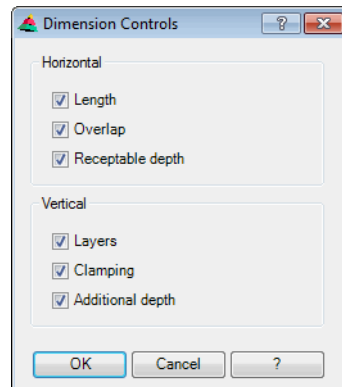 Dimension Controls ?
Horizontal
Length
Overlap
Receptable depth
Vertical
Layers
Clamping
Additional depth
OK Cancel ?